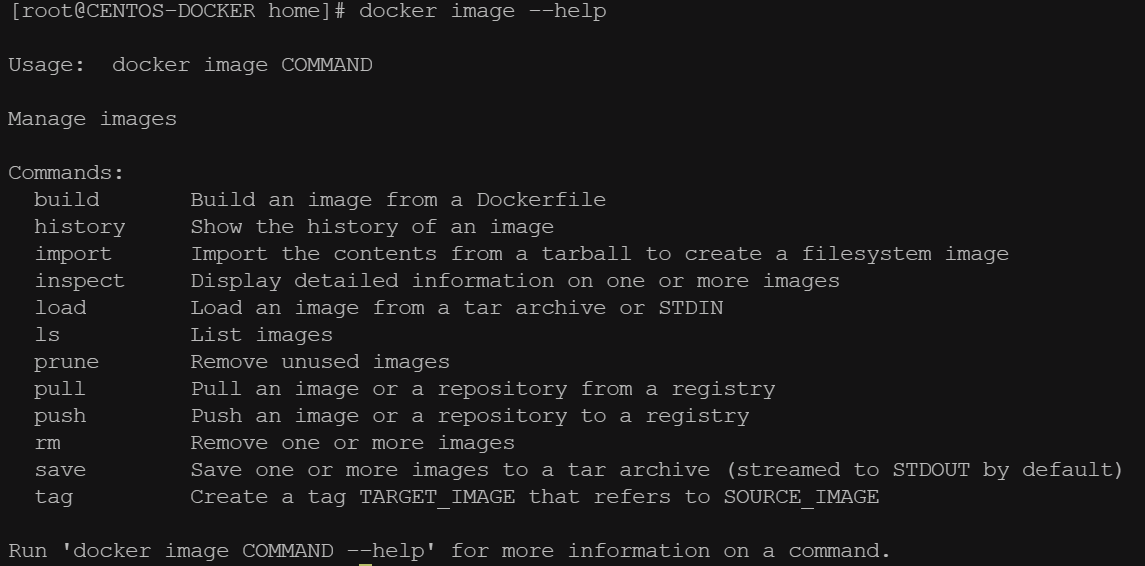 [root@CENTOS-DOCKER home]# docker image --help
Usage:  docker image COMMAND
Manage images
Commands:
  build       Build an image from a Dockerfile
  history     Show the history of an image
  import      Import the contents from a tarball to create a filesystem image
  inspect     Display detailed information on one or more images
  load        Load an image from a tar archive or STDIN
  ls          List images
  prune       Remove unused images
  pull        Pull an image or a repository from a registry
  push        Push an image or a repository to a registry
  rm          Remove one or more images
  save        Save one or more images to a tar archive (streamed to STDOUT by default)
  tag         Create a tag TARGET_IMAGE that refers to SOURCE_IMAGE
Run 'docker image COMMAND --help' for more information on a command.